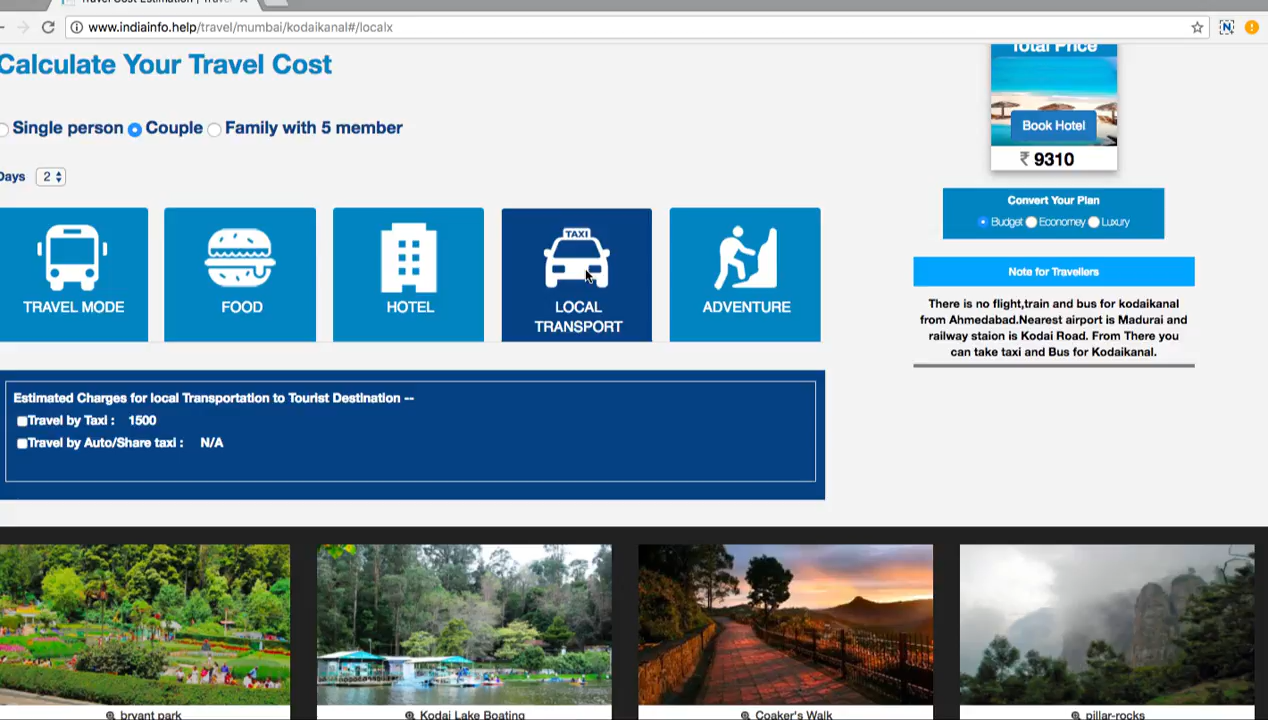 Travel Cost Estimation | Trave
www.indiainfo.help/travel/mumbai/kodaikanal#/localx
N
Calculate Your Travel Cost
Total Price
Single person Couple Family with 5 member
Book Hotel
₹ 9310
Days 2
Convert Your Plan
Budget Economey Luxury
TAXI
TRAVEL MODE
FOOD
HOTEL
LOCAL
TRANSPORT
ADVENTURE
Note for Travellers
There is no flight,train and bus for kodaikanal
from Ahmedabad.Nearest airport is Madurai and
railway staion is Kodai Road. From There you
can take taxi and Bus for Kodaikanal.
Estimated Charges for local Transportation to Tourist Destination --
Travel by Taxi : 1500
Travel by Auto/Share taxi : N/A
bryant park
Kodai Lake Boating
Coaker's Walk
pillar-rocks